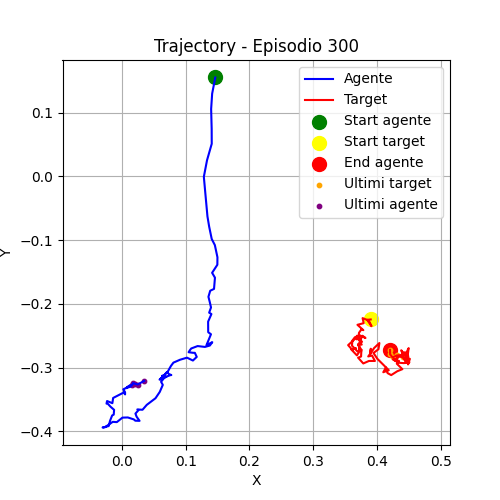 Trajectory - Episodio 300
Agente
Target
Start agente
Start target
End agente
Ultimi target
Ultimi agente
0.1
0.0
−0.1
−0.2
−0.3
−0.4
Y
0.0
0.1
0.2
0.3
0.4
0.5
X